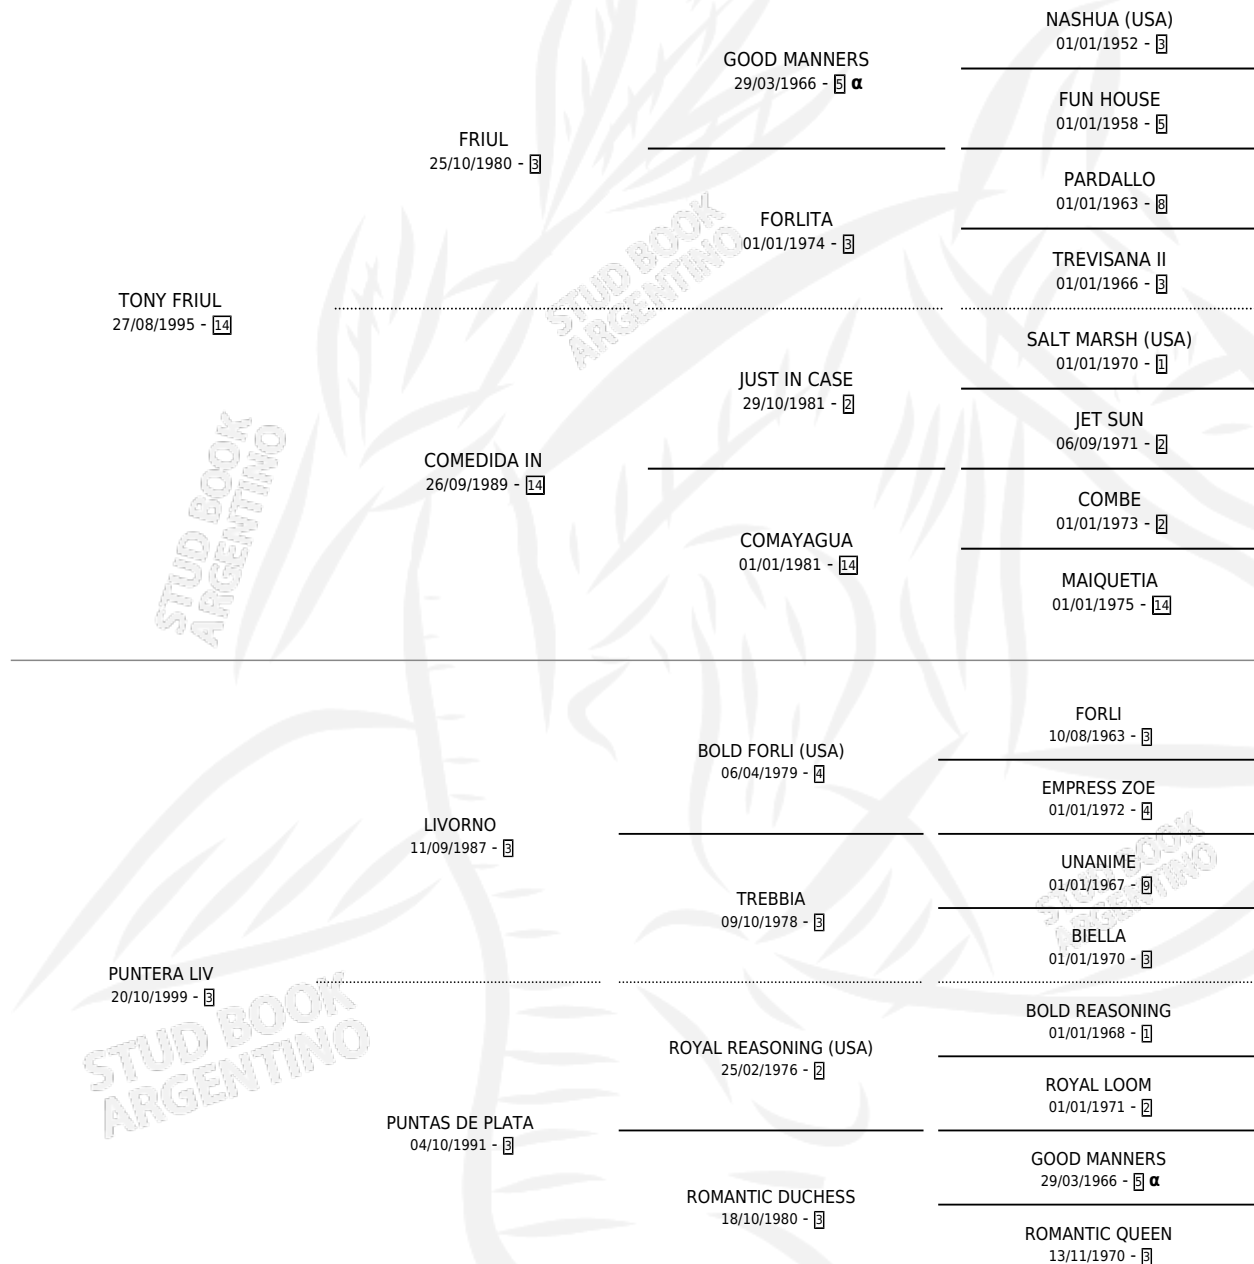 NASHUA (USA)
01/01/1952 - 3
GOOD MANNERS
29/03/1966 - 5 α
FUN HOUSE
01/01/1958 - 5
FRIUL
25/10/1980 - 3
PARDALLO
01/01/1963 - 8
FORLITA
01/01/1974 - 3
TREVISANA II
01/01/1966 - 3
TONY FRIUL
27/08/1995 - 14
SALT MARSH (USA)
01/01/1970 - 1
JUST IN CASE
29/10/1981 - 2
JET SUN
06/09/1971 - 2
COMEDIDA IN
26/09/1989 - 14
COMBE
01/01/1973 - 2
COMAYAGUA
01/01/1981 - 14
MAIQUETIA
01/01/1975 - 14
STUD BOOK
ARGENTINO
STUD BOOK
ARGENTINO
FORLI
10/08/1963 - 3
BOLD FORLI (USA)
06/04/1979 - 4
EMPRESS ZOE
01/01/1972 - 4
LIVORNO
11/09/1987 - 3
UNANIME
01/01/1967 - 9
TREBBIA
09/10/1978 - 3
BIELLA
01/01/1970 - 3
PUNTERA LIV
20/10/1999 - 3
BOLD REASONING
01/01/1968 - 1
ROYAL REASONING (USA)
25/02/1976 - 2
ROYAL LOOM
01/01/1971 - 2
PUNTAS DE PLATA
04/10/1991 - 3
GOOD MANNERS
29/03/1966 - 5 α
ROMANTIC DUCHESS
18/10/1980 - 3
ROMANTIC QUEEN
13/11/1970 - 3
STUD BOOK
ARGENTINO
STUD BOOK
ARGENTINO